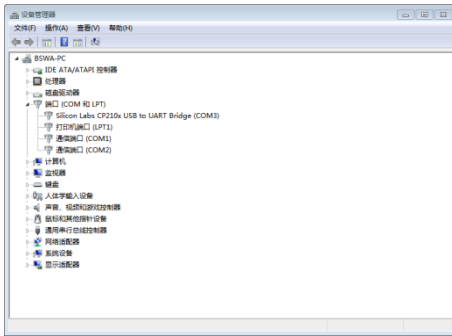 设备管理器
文件(F) 操作(A) 查看(V) 帮助(H)
BSWA-PC
IDE ATA/ATAPI 控制器
处理器
磁盘驱动器
端口 (COM 和 LPT)
Silicon Labs CP210x USB to UART Bridge (COM3)
打印机端口 (LPT1)
通信端口 (COM1)
通信端口 (COM2)
计算机
监视器
键盘
人体学输入设备
声音、视频和游戏控制器
鼠标和其他指针设备
通用串行总线控制器
网络适配器
系统设备
显示适配器